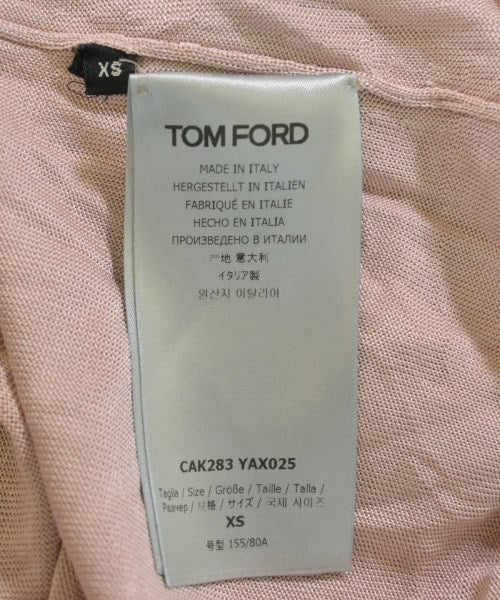 XS
TOM FORD
MADE IN ITALY
HERGESTELLT IN ITALIEN
FABRIQUÉ EN ITALIE
HECHO EN ITALIA
ПРОИЗВЕДЕНО В ИТАЛИИ
产地 意大利
イタリア製
원산지 이탈리아
CAK283 YAX025
Taglia / Size / Größe / Taille / Talla /
Размер / 规格 / サイズ / 국제 사이즈
XS
号型 155/80A